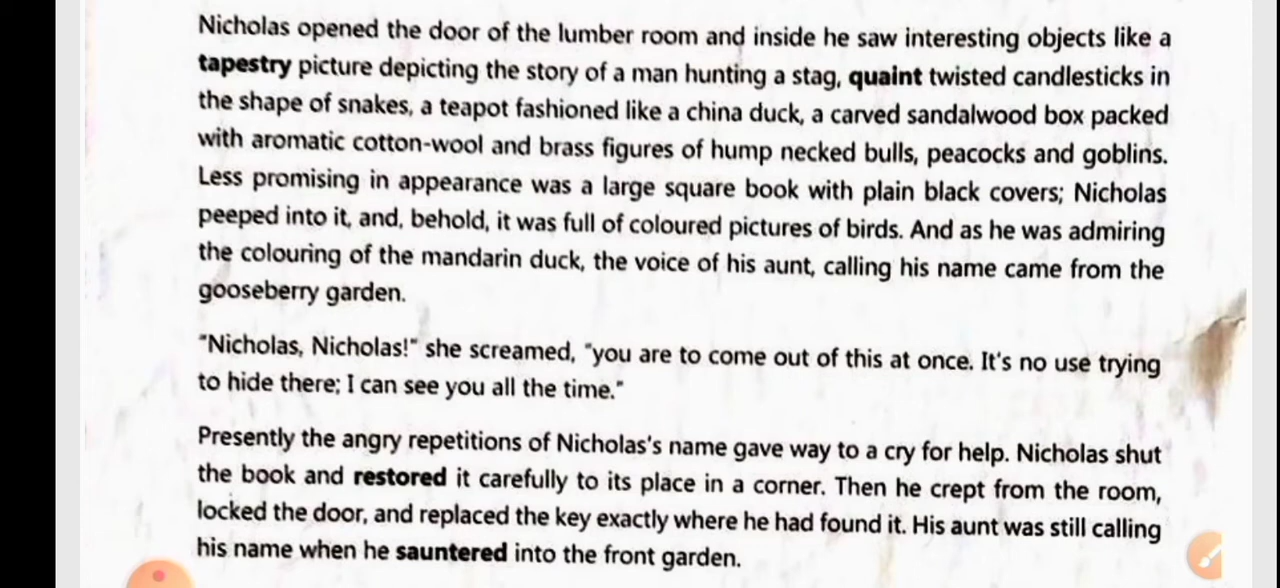 Nicholas opened the door of the lumber room and inside he saw interesting objects like a
tapestry picture depicting the story of a man hunting a stag, quaint twisted candlesticks in
the shape of snakes, a teapot fashioned like a china duck, a carved sandalwood box packed
with aromatic cotton-wool and brass figures of hump necked bulls, peacocks and goblins.
Less promising in appearance was a large square book with plain black covers; Nicholas
peeped into it, and, behold, it was full of coloured pictures of birds. And as he was admiring
the colouring of the mandarin duck, the voice of his aunt, calling his name came from the
gooseberry garden.
"Nicholas, Nicholas!" she screamed, "you are to come out of this at once. It's no use trying
to hide there; I can see you all the time."
Presently the angry repetitions of Nicholas's name gave way to a cry for help. Nicholas shut
the book and restored it carefully to its place in a corner. Then he crept from the room,
locked the door, and replaced the key exactly where he had found it. His aunt was still calling
his name when he sauntered into the front garden.